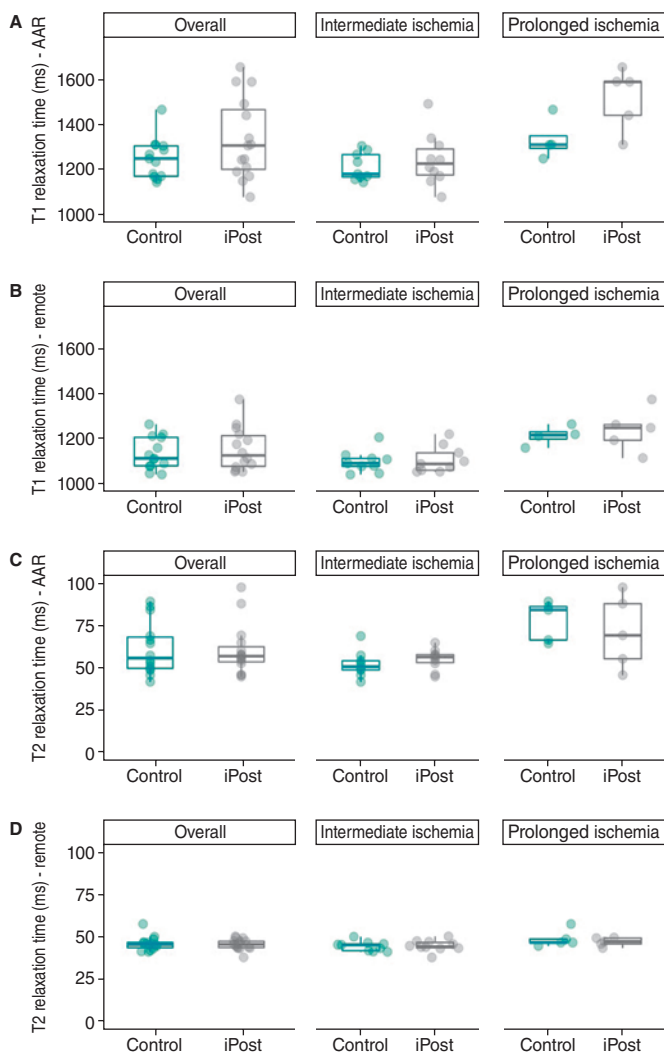 A
Overall
Intermediate ischemia
Prolonged ischemia
T1 relaxation time (ms) - AAR
1600
1400
1200
1000
Control
iPost
Control
iPost
Control
iPost
B
Overall
Intermediate ischemia
Prolonged ischemia
T1 relaxation time (ms) - remote
1600
1400
1200
1000
Control
iPost
Control
iPost
Control
iPost
C
Overall
Intermediate ischemia
Prolonged ischemia
T2 relaxation time (ms) - AAR
100
75
50
25
0
Control
iPost
Control
iPost
Control
iPost
D
Overall
Intermediate ischemia
Prolonged ischemia
T2 relaxation time (ms) - remote
100
75
50
25
0
Control
iPost
Control
iPost
Control
iPost